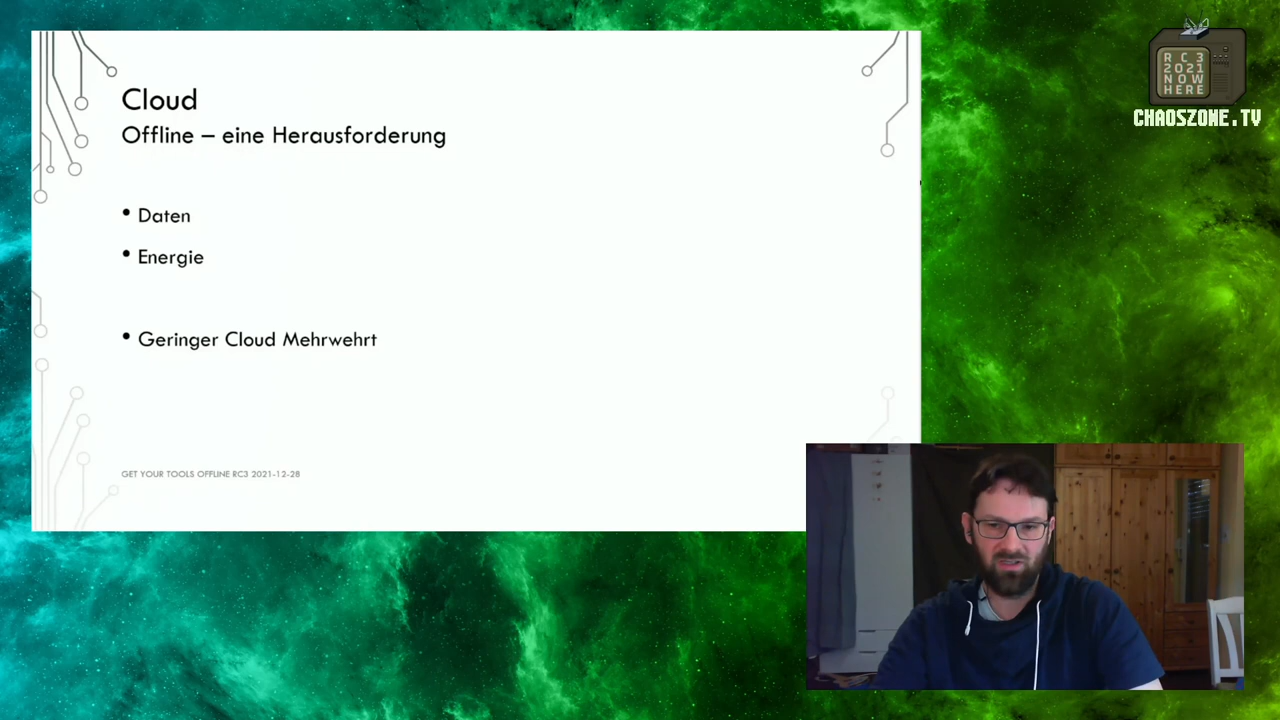 Cloud
Offline – eine Herausforderung
• Daten
• Energie
• Geringer Cloud Mehrwehrt
GET YOUR TOOLS OFFLINE RC3 2021-12-28
RC3
2021
NOW
HERE
CHAOSZONE.TV